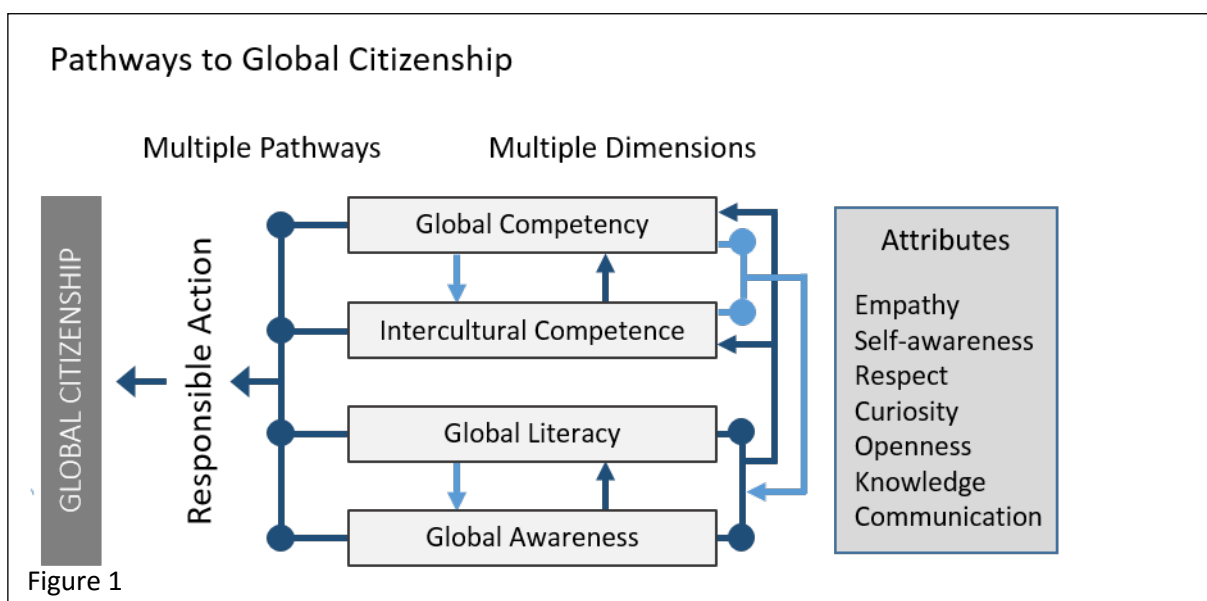 Pathways to Global Citizenship
Multiple Pathways
Multiple Dimensions
GLOBAL CITIZENSHIP
Responsible Action
Global Competency
Intercultural Competence
Global Literacy
Global Awareness
Attributes
Empathy
Self-awareness
Respect
Curiosity
Openness
Knowledge
Communication
Figure 1